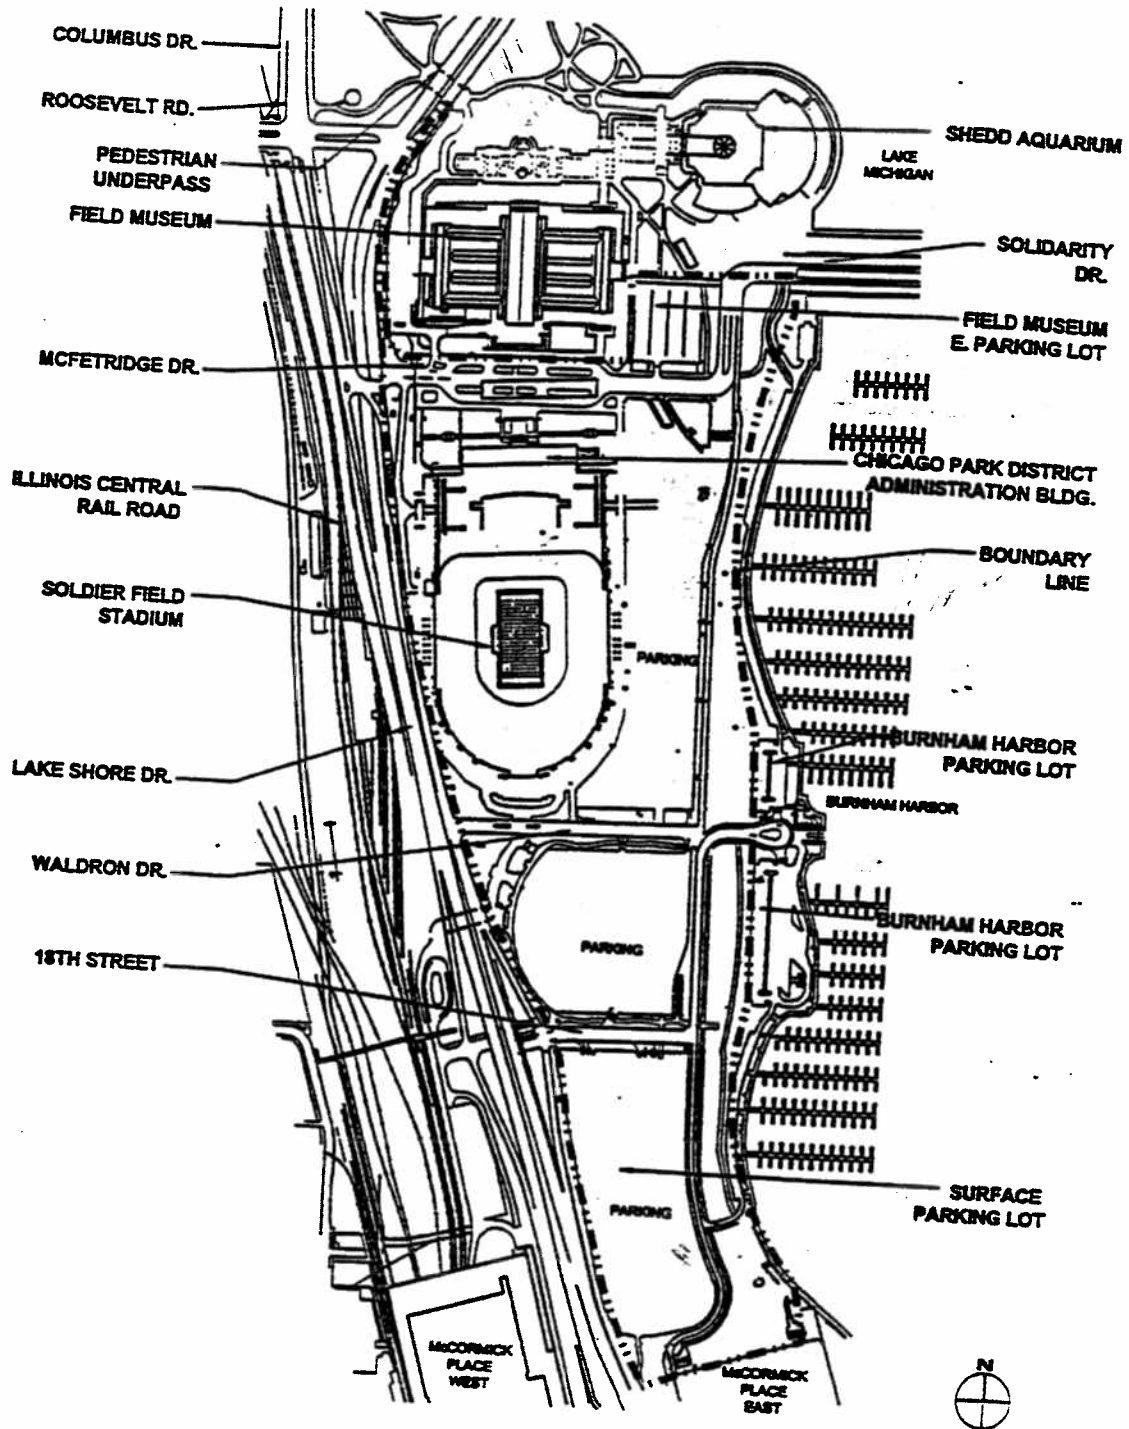 COLUMBUS DR.
ROOSEVELT RD.
PEDESTRIAN
UNDERPASS
FIELD MUSEUM
MCFETRIDGE DR.
ILLINOIS CENTRAL
RAIL ROAD
SOLDIER FIELD
STADIUM
LAKE SHORE DR.
WALDRON DR.
18TH STREET
SHEDD AQUARIUM
LAKE
MICHIGAN
SOLIDARITY
DR.
FIELD MUSEUM
E. PARKING LOT
CHICAGO PARK DISTRICT
ADMINISTRATION BLDG.
BOUNDARY
LINE
PARKING
BURNHAM HARBOR
PARKING LOT
BURNHAM HARBOR
BURNHAM HARBOR
PARKING LOT
PARKING
SURFACE
PARKING LOT
PARKING
McCORMICK
PLACE
WEST
McCORMICK
PLACE
EAST
N